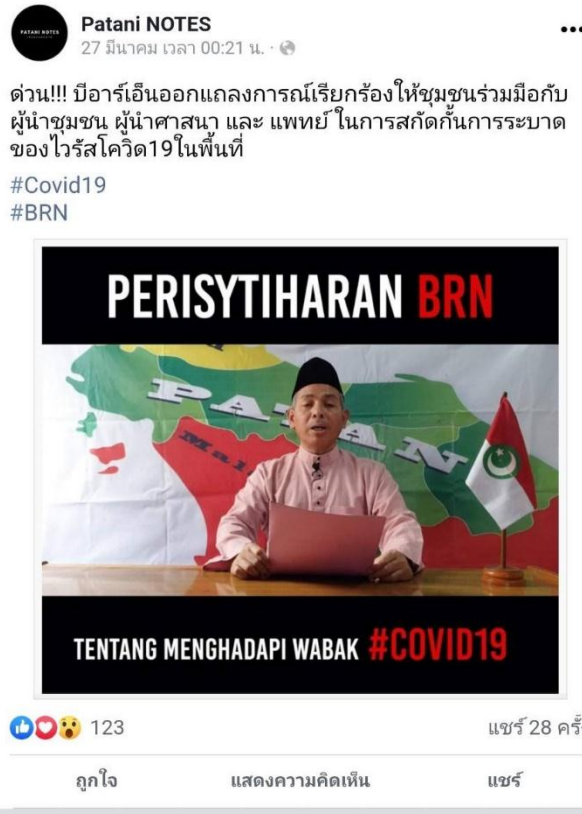 PATANI NOTES
Patani NOTES
27 มีนาคม เวลา 00:21 น. ·
ด่วน!!! บีอาร์เอ็นออกแถลงการณ์เรียกร้องให้ชุมชนร่วมมือกับ
ผู้นำชุมชน ผู้นำศาสนา และ แพทย์ ในการสกัดกั้นการระบาด
ของไวรัสโควิด19ในพื้นที่
#Covid19
#BRN
PERISYTIHARAN BRN
PATAN
Mal
TENTANG MENGHADAPI WABAK #COVID19
123
แชร์ 28 ครั้
ถูกใจ
แสดงความคิดเห็น
แชร์